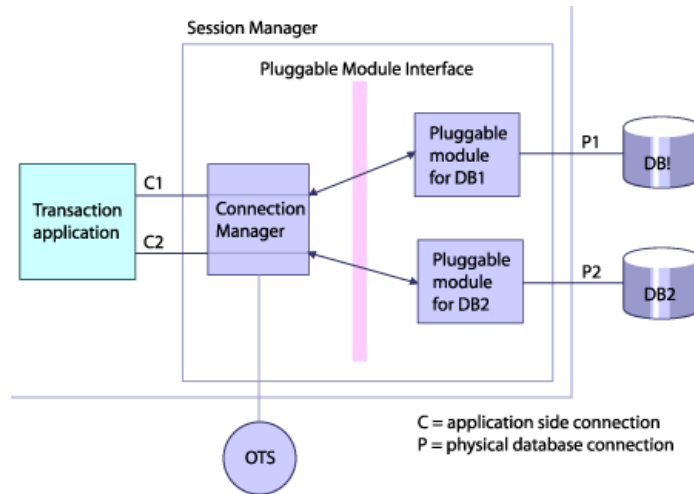 Session Manager
Pluggable Module Interface
Pluggable
module
for DB1
P1
DB!
C1
Transaction
application
Connection
Manager
C2
Pluggable
module
for DB2
P2
DB2
C = application side connection
P = physical database connection
OTS